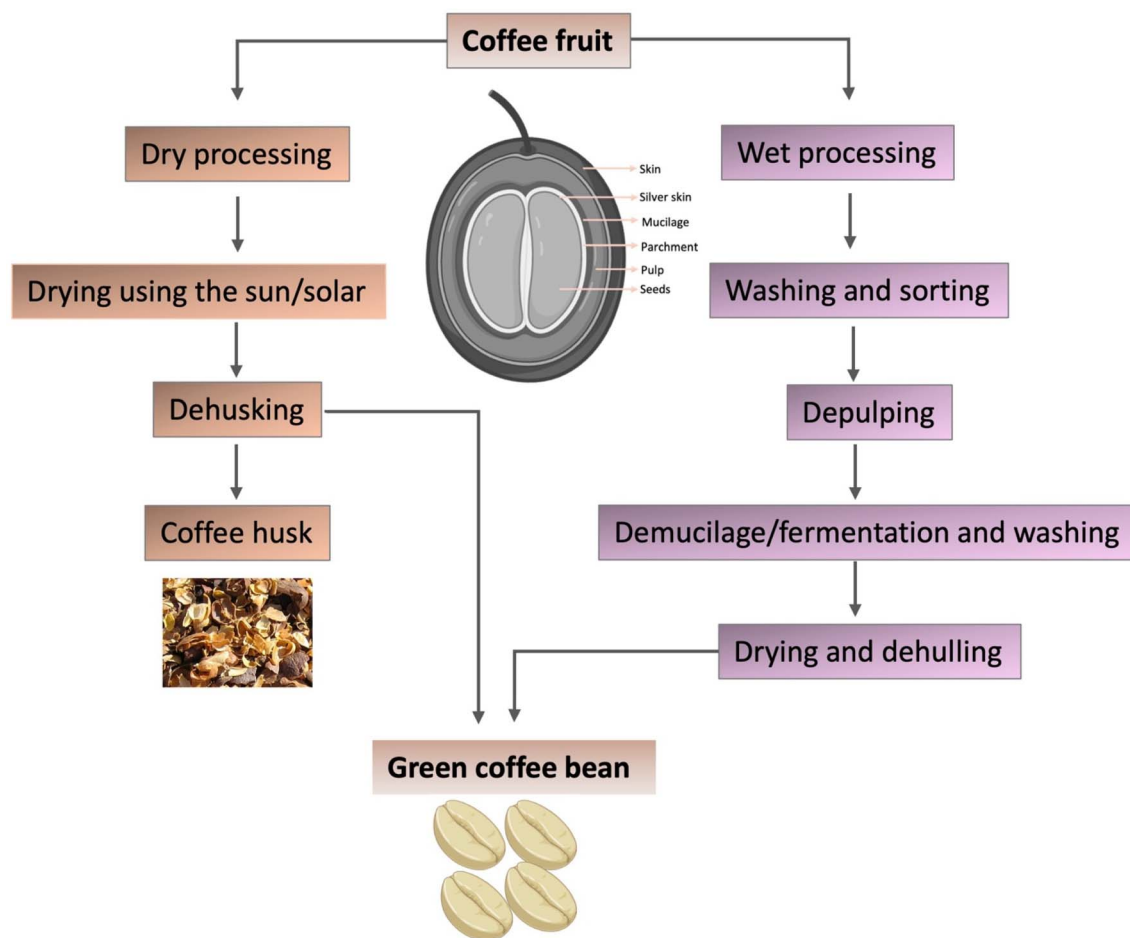 Coffee fruit
Dry processing
Wet processing
Skin
Silver skin
Mucilage
Parchment
Pulp
Seeds
Drying using the sun/solar
Washing and sorting
Dehusking
Depulping
Coffee husk
Demucilage/fermentation and washing
Drying and dehulling
Green coffee bean